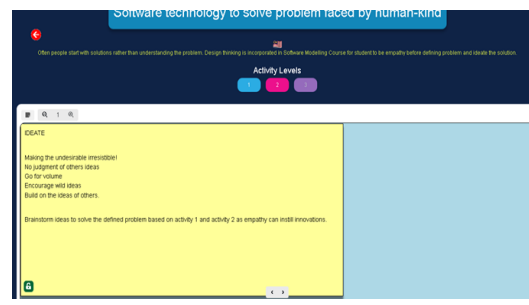 Software technology to solve problem faced by human-kind
Often people start with solutions rather than understanding the problem. Design thinking is incorporated in Software Modelling Course for student to be empathy before defining problem and ideate the solution.
Activity Levels
1 2 3
1
IDEATE
Making the undesirable irresistible!
No judgment of others ideas
Go for volume
Encourage wild ideas
Build on the ideas of others.
Brainstorm ideas to solve the defined problem based on activity 1 and activity 2 as empathy can instill innovations.